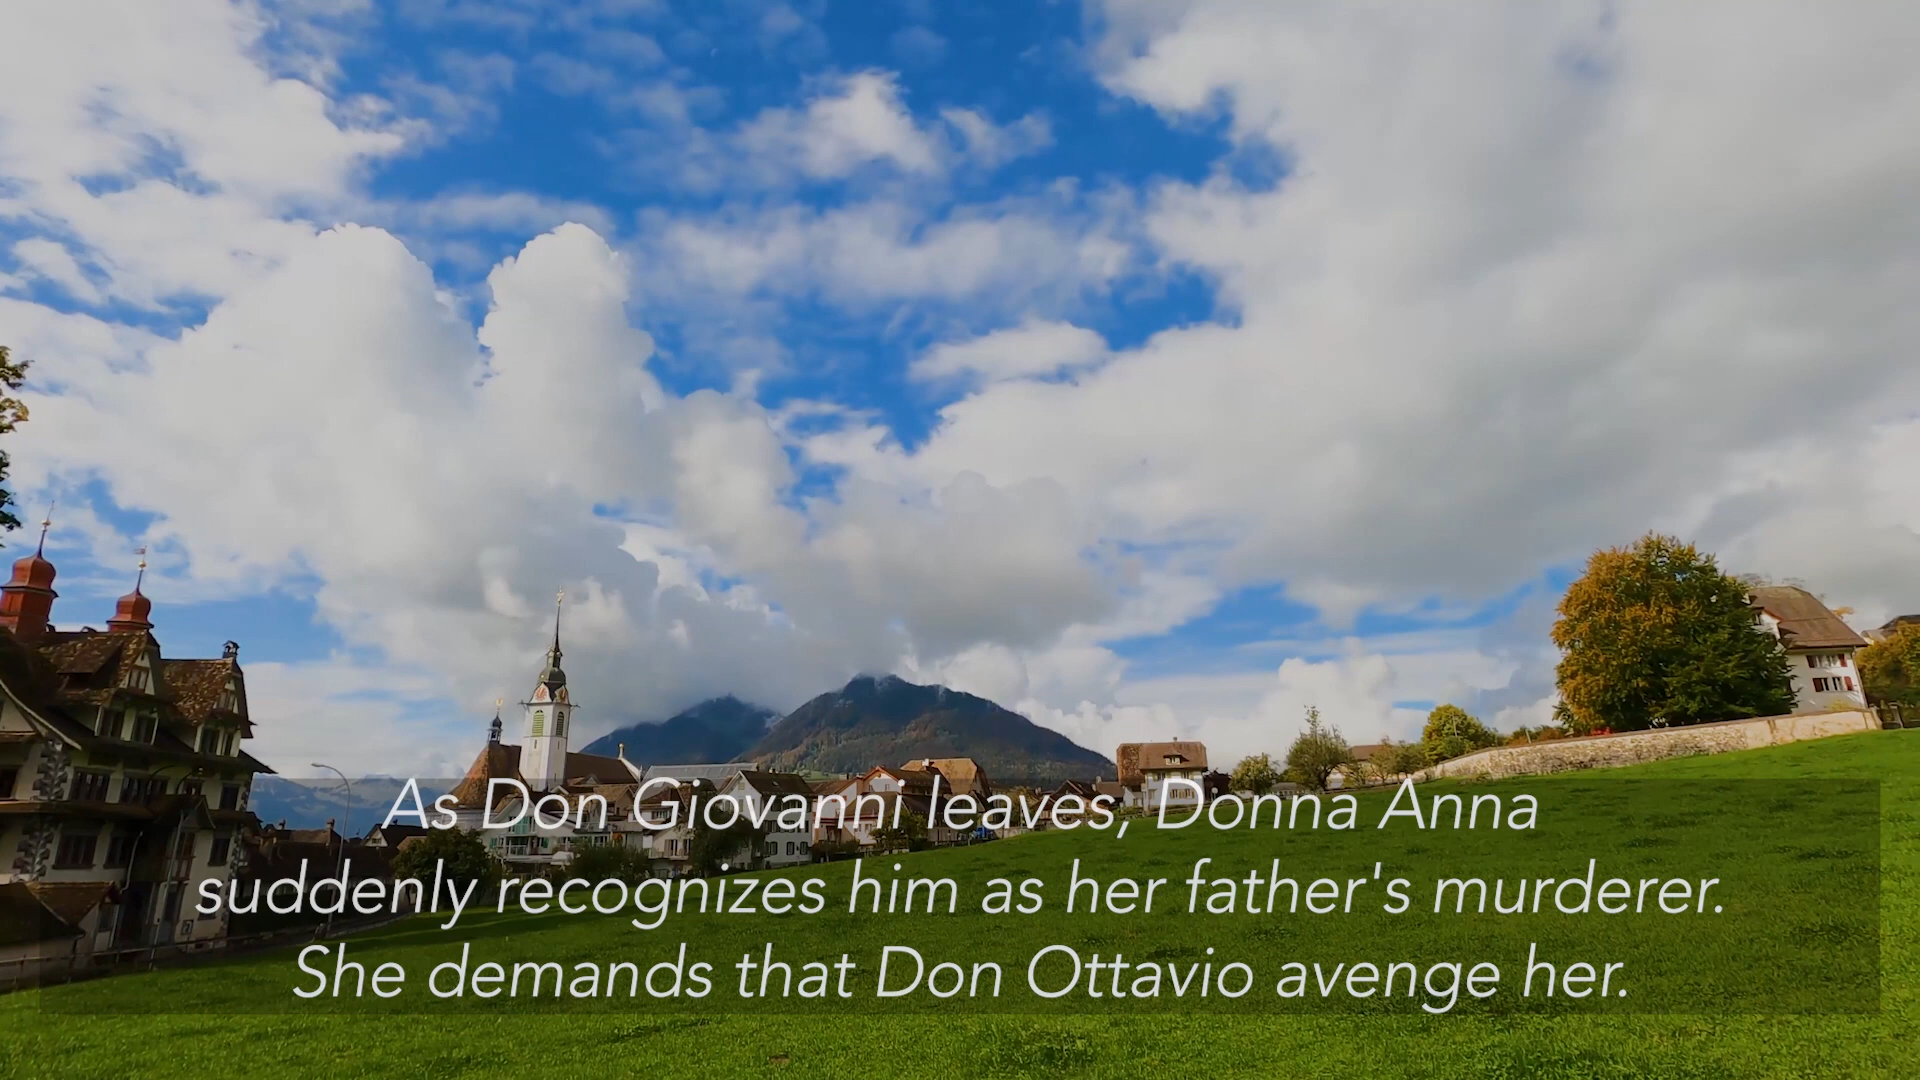 As Don Giovanni leaves, Donna Anna
suddenly recognizes him as her father's murderer.
She demands that Don Ottavio avenge her.